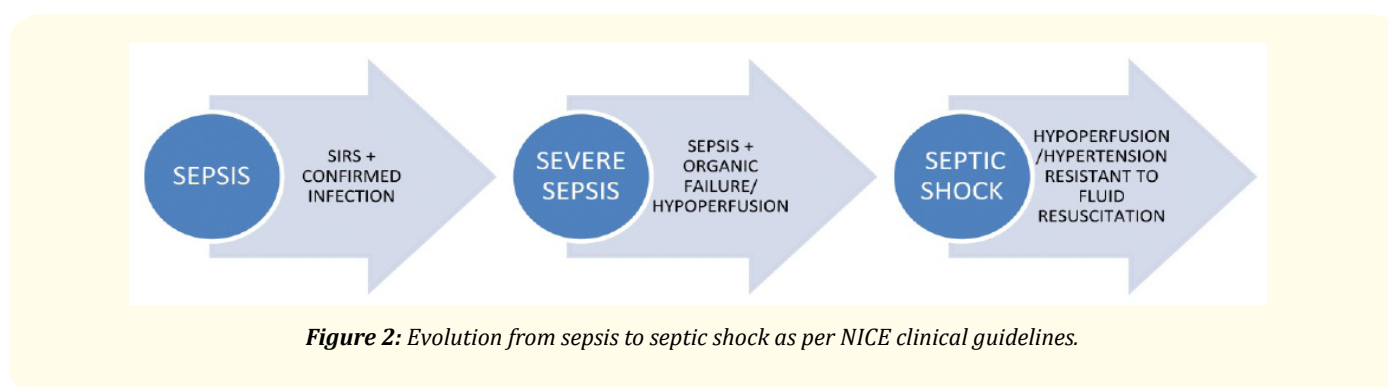 SEPSIS
SIRS +
CONFIRMED
INFECTION
SEVERE
SEPSIS
SEPSIS +
ORGANIC
FAILURE/
HYPOPERFUSION
SEPTIC
SHOCK
HYPOPERFUSION
/HYPERTENSION
RESISTANT TO
FLUID
RESUSCITATION
Figure 2: Evolution from sepsis to septic shock as per NICE clinical guidelines.